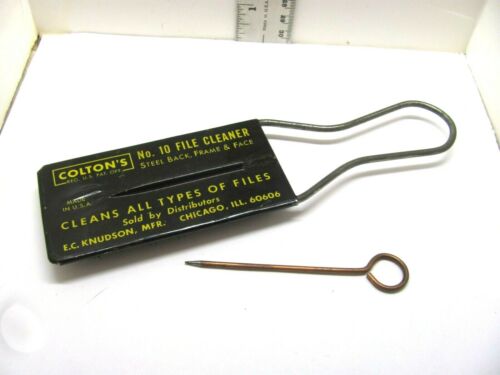 COLTON'S
REG. U.S. PAT. OFF.
No. 10 FILE CLEANER
STEEL BACK, FRAME & FACE
MADE
IN U.S.A.
CLEANS ALL TYPES OF FILES
Sold by Distributors
E.C. KNUDSON, MFR. CHICAGO, ILL. 60606